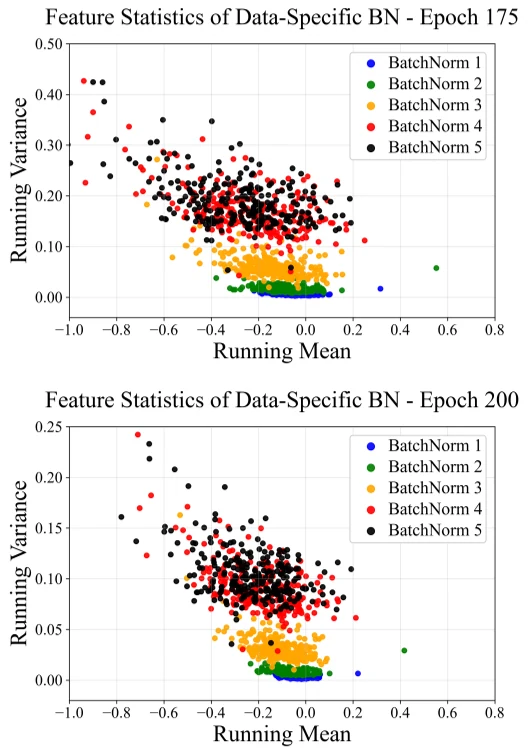 Feature Statistics of Data-Specific BN - Epoch 175
0.50
0.40
0.30
0.20
0.10
0.00
Running Variance
BatchNorm 1
BatchNorm 2
BatchNorm 3
BatchNorm 4
BatchNorm 5
−1.0 −0.8 −0.6 −0.4 −0.2 0.0 0.2 0.4 0.6 0.8
Running Mean
Feature Statistics of Data-Specific BN - Epoch 200
0.25
0.20
0.15
0.10
0.05
0.00
Running Variance
BatchNorm 1
BatchNorm 2
BatchNorm 3
BatchNorm 4
BatchNorm 5
−1.0 −0.8 −0.6 −0.4 −0.2 0.0 0.2 0.4 0.6 0.8
Running Mean